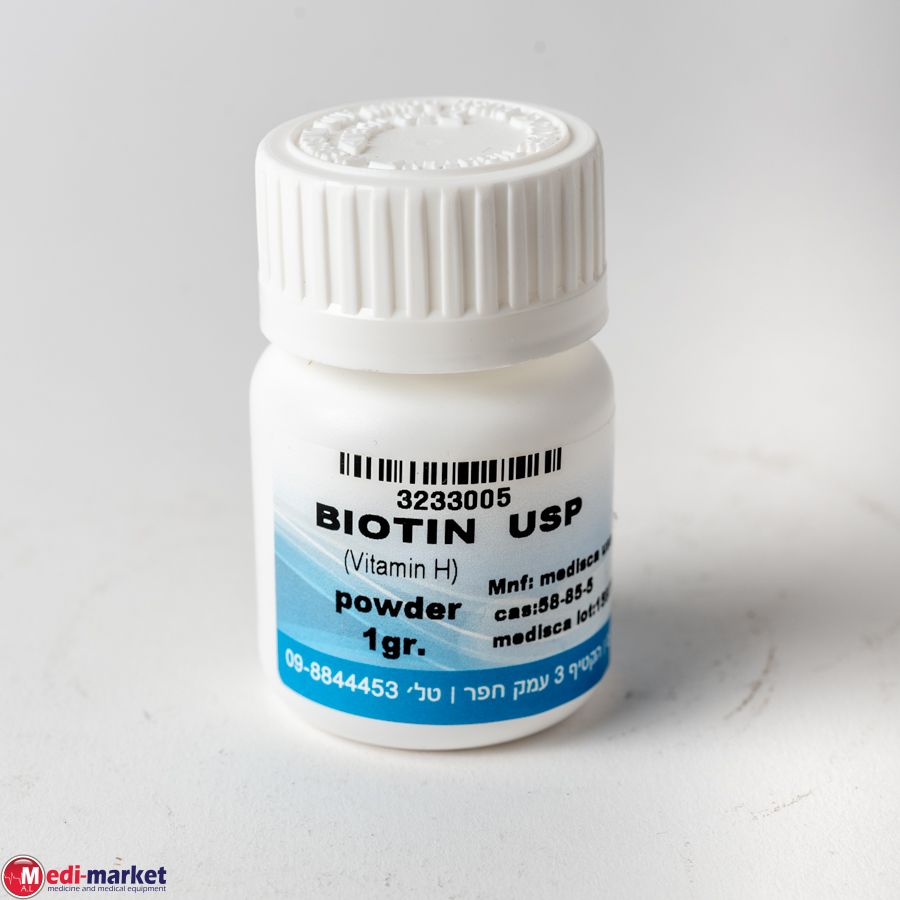 3233005
BIOTIN USP
(Vitamin H)
powder
1gr.
Mnf: medisca
cas:58-85-5
medisca lot:
הקטיף 3 עמק חפר | טל׳ 09-8844453
Medi-market
A.L
medicine and medical equipment